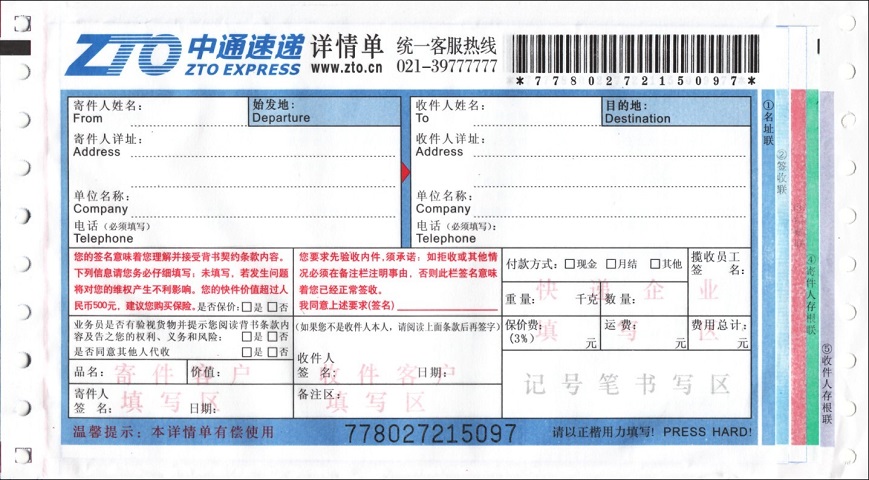 ZTO 中通速递 详情单 统一客服热线
ZTO EXPRESS www.zto.cn 021-39777777
*778027215097*
寄件人姓名：
From
始发地：
Departure
寄件人详址：
Address
单位名称：
Company
电话（必须填写）
Telephone
收件人姓名：
To
目的地：
Destination
收件人详址：
Address
单位名称：
Company
电话（必须填写）：
Telephone
您的签名意味着您理解并接受背书契约条款内容。
下列信息请您务必仔细填写；未填写，若发生问题
将对您的维权产生不利影响。您的快件价值超过人
民币500元，建议您购买保险。是否保价：□是 □否
您要求先验收内件，须承诺：如拒收或其他情
况必须在备注栏注明事由，否则此栏签名意味
着您已经正常签收。
我同意上述要求(签名)
付款方式：□现金 □月结 □其他
揽收员工
签 名：
重量： 千克 数量：
快递企业
填写区
保价费：
（3%） 元
运费：
元
费用总计：
元
业务员是否有验视货物并提示您阅读背书条款内
容及告之您的权利、义务和风险： □是 □否
是否同意其他人代收 □是 □否
品名： 价值：
寄件客户
填写区
寄件人
签 名： 日期：
（如果您不是收件人本人，请阅读上面条款后再签字）
收件人
签 名： 日期：
收件客户
填写区
备注区：
记号笔书写区
温馨提示：本详情单有偿使用
778027215097
请以正楷用力填写！ PRESS HARD!
①名址联
②签收联
④寄件人存根联
⑤收件人存根联